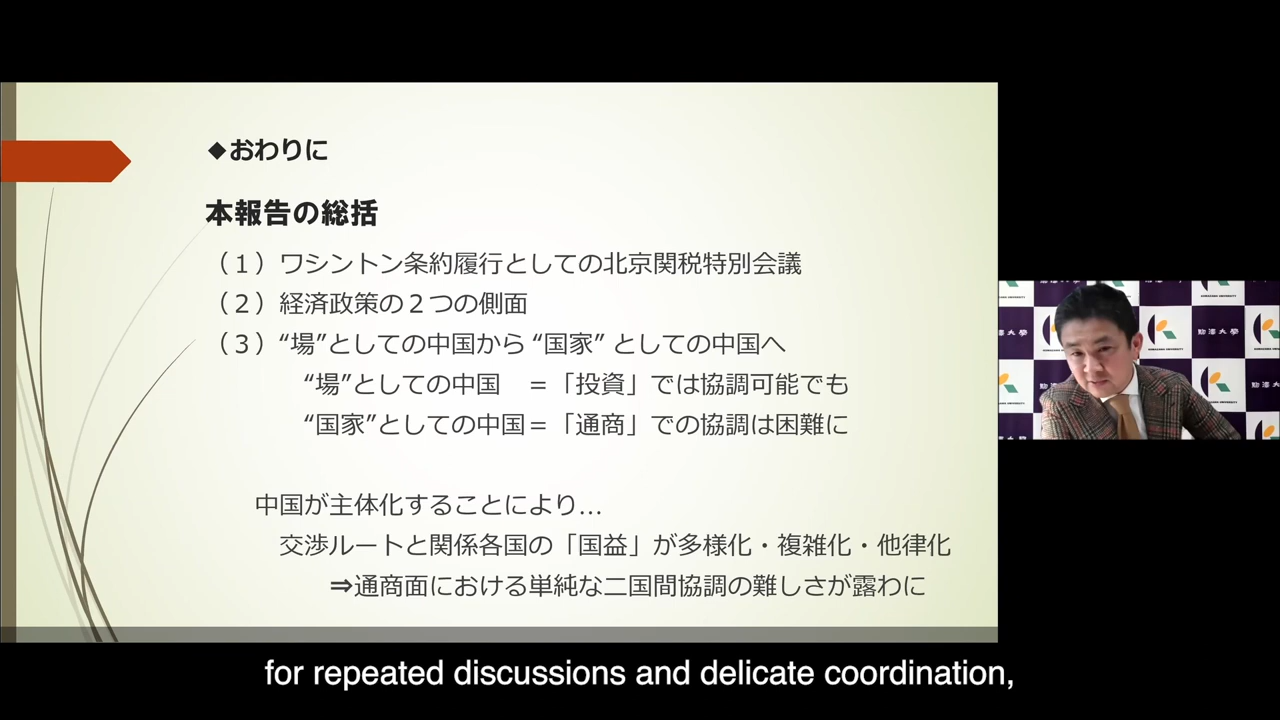 ◆おわりに
本報告の総括
（１）ワシントン条約履行としての北京関税特別会議
（２）経済政策の２つの側面
（３）“場”としての中国から “国家” としての中国へ
“場”としての中国　＝「投資」では協調可能でも
“国家”としての中国＝「通商」での協調は困難に
中国が主体化することにより…
交渉ルートと関係各国の「国益」が多様化・複雑化・他律化
⇒通商面における単純な二国間協調の難しさが露わに
駒澤大學
KOMAZAWA UNIVERSITY
for repeated discussions and delicate coordination,